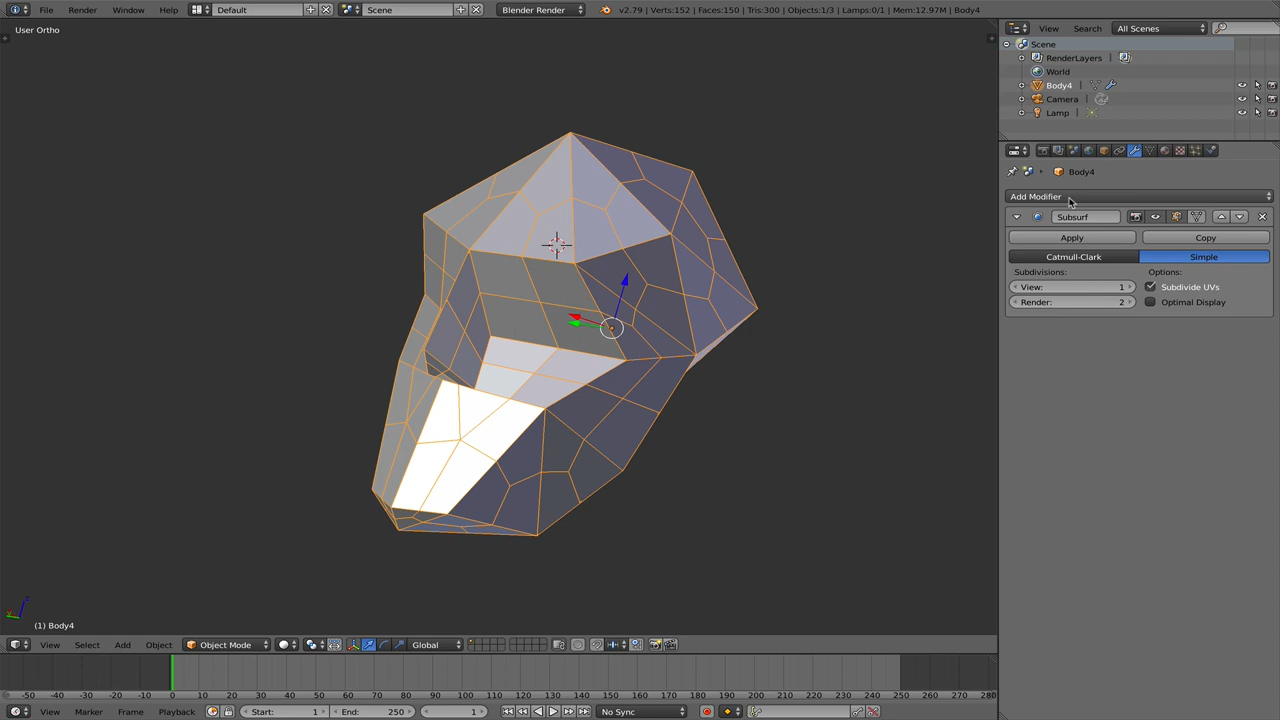 File Render Window Help Default Scene Blender Render v2.79 | Verts:152 | Faces:150 | Tris:300 | Objects:1/3 | Lamps:0/1 | Mem:12.97M | Body4
User Ortho
View Search All Scenes
Scene
RenderLayers
World
Body4
Camera
Lamp
Body4
Add Modifier
Subsurf
Apply Copy
Catmull-Clark Simple
Subdivisions: Options:
View: 1 Subdivide UVs
Render: 2 Optimal Display
(1) Body4
View Select Add Object Object Mode Global
-50 -40 -30 -20 -10 0 10 20 30 40 50 60 70 80 90 100 110 120 130 140 150 160 170 180 190 200 210 220 230 240 250 260 270 280
View Marker Frame Playback Start: 1 End: 250 1 No Sync